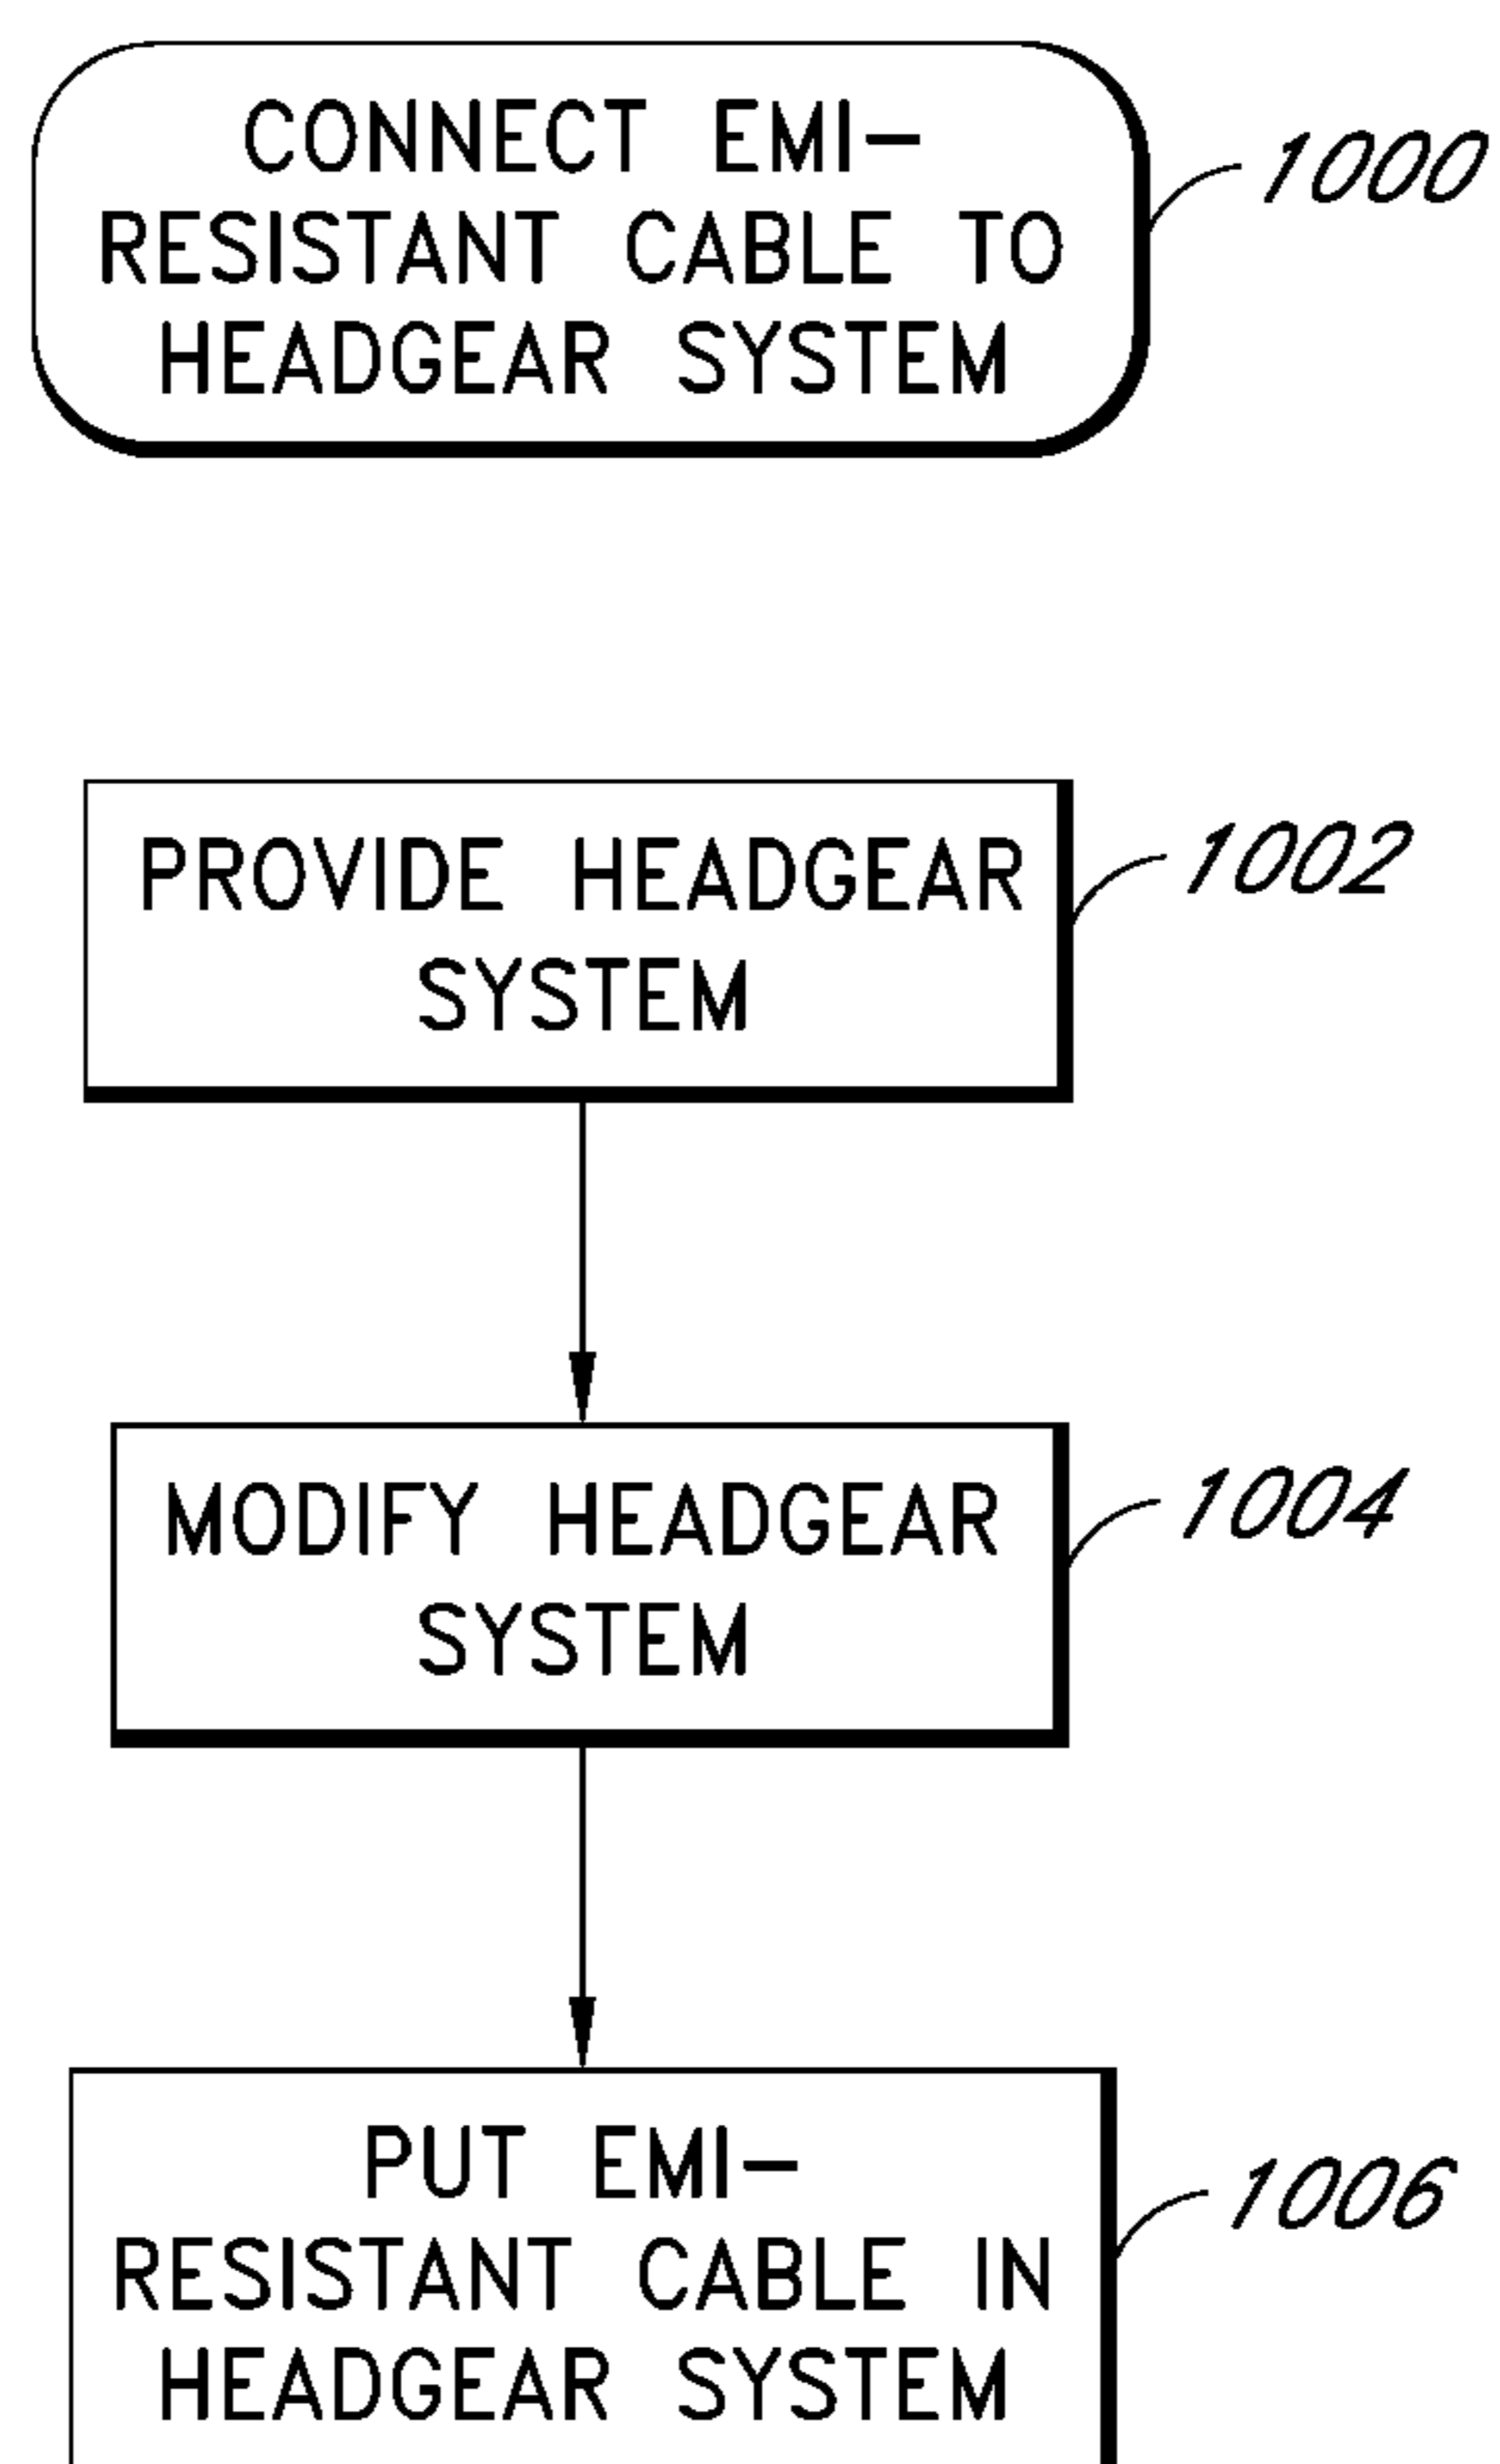 CONNECT EMI-
RESISTANT CABLE TO
HEADGEAR SYSTEM
1000
PROVIDE HEADGEAR
SYSTEM
1002
MODIFY HEADGEAR
SYSTEM
1004
PUT EMI-
RESISTANT CABLE IN
HEADGEAR SYSTEM
1006